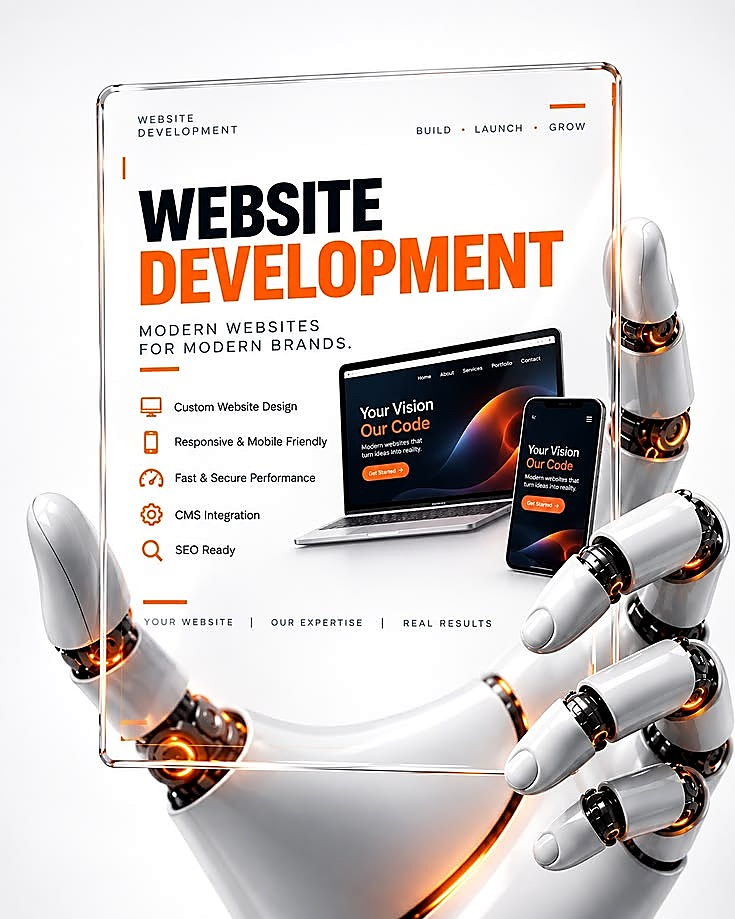 WEBSITE
DEVELOPMENT
BUILD • LAUNCH • GROW
WEBSITE
DEVELOPMENT
MODERN WEBSITES
FOR MODERN BRANDS.
Custom Website Design
Responsive & Mobile Friendly
Fast & Secure Performance
CMS Integration
SEO Ready
Home About Services Portfolio Contact
Your Vision
Our Code
Modern websites that
turn ideas into reality.
Get Started →
Your Vision
Our Code
Modern websites that
turn ideas into reality.
Get Started →
YOUR WEBSITE | OUR EXPERTISE | REAL RESULTS